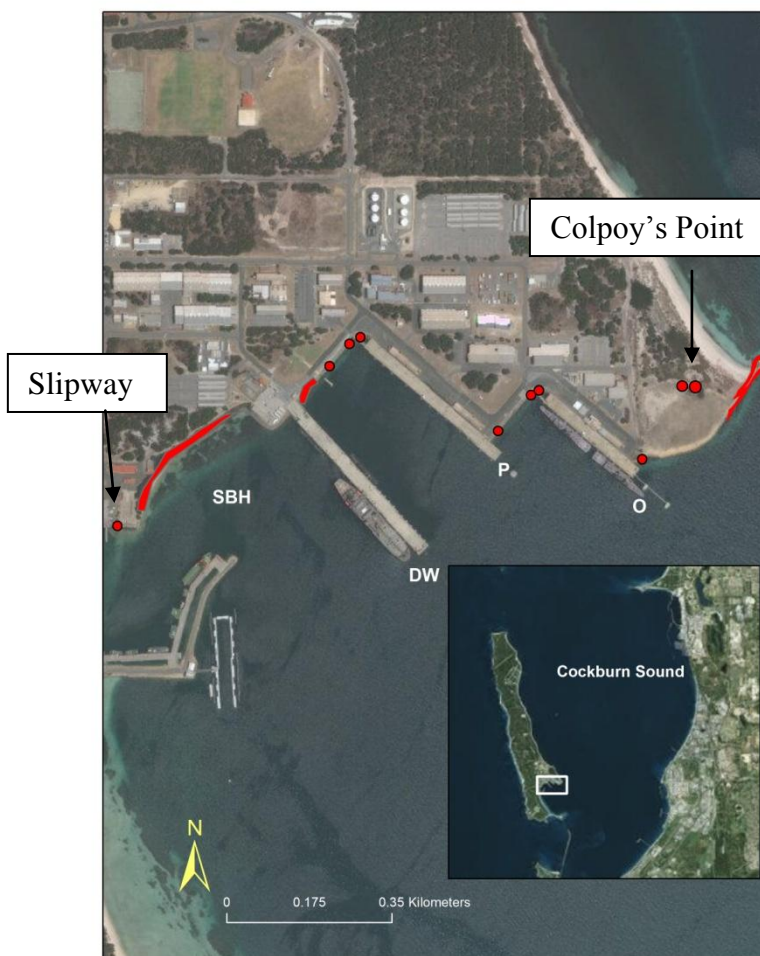 Colpoy's Point
Slipway
SBH
P
O
DW
Cockburn Sound
N
0 0.175 0.35 Kilometers